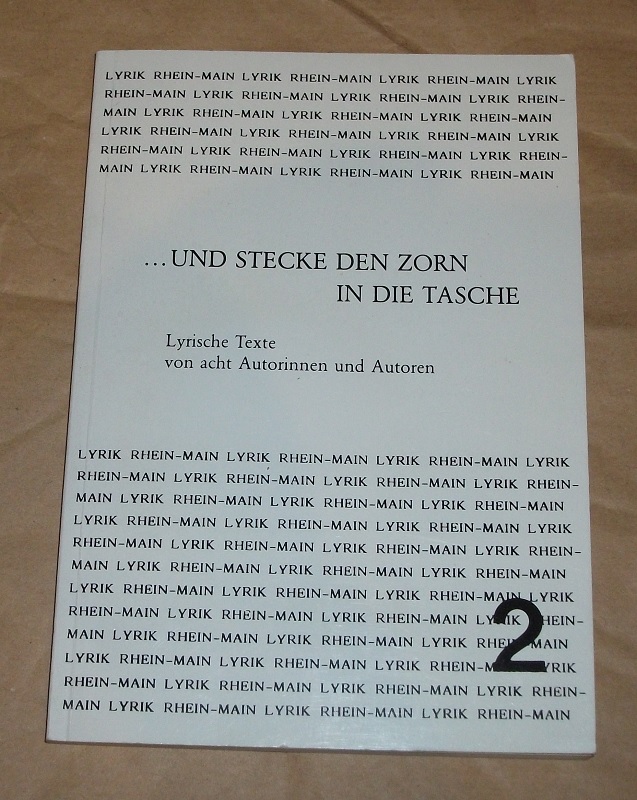 LYRIK RHEIN-MAIN LYRIK RHEIN-MAIN LYRIK RHEIN-MAIN LYRIK
RHEIN-MAIN LYRIK RHEIN-MAIN LYRIK RHEIN-MAIN LYRIK RHEIN-
MAIN LYRIK RHEIN-MAIN LYRIK RHEIN-MAIN LYRIK RHEIN-MAIN
LYRIK RHEIN-MAIN LYRIK RHEIN-MAIN LYRIK RHEIN-MAIN LYRIK
RHEIN-MAIN LYRIK RHEIN-MAIN LYRIK RHEIN-MAIN LYRIK RHEIN-
MAIN LYRIK RHEIN-MAIN LYRIK RHEIN-MAIN LYRIK RHEIN-MAIN
...UND STECKE DEN ZORN
IN DIE TASCHE
Lyrische Texte
von acht Autorinnen und Autoren
LYRIK RHEIN-MAIN LYRIK RHEIN-MAIN LYRIK RHEIN-MAIN LYRIK
RHEIN-MAIN LYRIK RHEIN-MAIN LYRIK RHEIN-MAIN LYRIK RHEIN-
MAIN LYRIK RHEIN-MAIN LYRIK RHEIN-MAIN LYRIK RHEIN-MAIN
LYRIK RHEIN-MAIN LYRIK RHEIN-MAIN LYRIK RHEIN-MAIN LYRIK
RHEIN-MAIN LYRIK RHEIN-MAIN LYRIK RHEIN-MAIN LYRIK RHEIN-
MAIN LYRIK RHEIN-MAIN LYRIK RHEIN-MAIN LYRIK RHEIN-MAIN
LYRIK RHEIN-MAIN LYRIK RHEIN-MAIN LYRIK RHEIN-MAIN LYRIK
RHEIN-MAIN LYRIK RHEIN-MAIN LYRIK RHEIN-MAIN LYRIK RHEIN-
MAIN LYRIK RHEIN-MAIN LYRIK RHEIN-MAIN LYRIK RHEIN-MAIN
LYRIK RHEIN-MAIN LYRIK RHEIN-MAIN LYRIK RHEIN-MAIN LYRIK
RHEIN-MAIN LYRIK RHEIN-MAIN LYRIK RHEIN-MAIN LYRIK RHEIN-
MAIN LYRIK RHEIN-MAIN LYRIK RHEIN-MAIN LYRIK RHEIN-MAIN
2